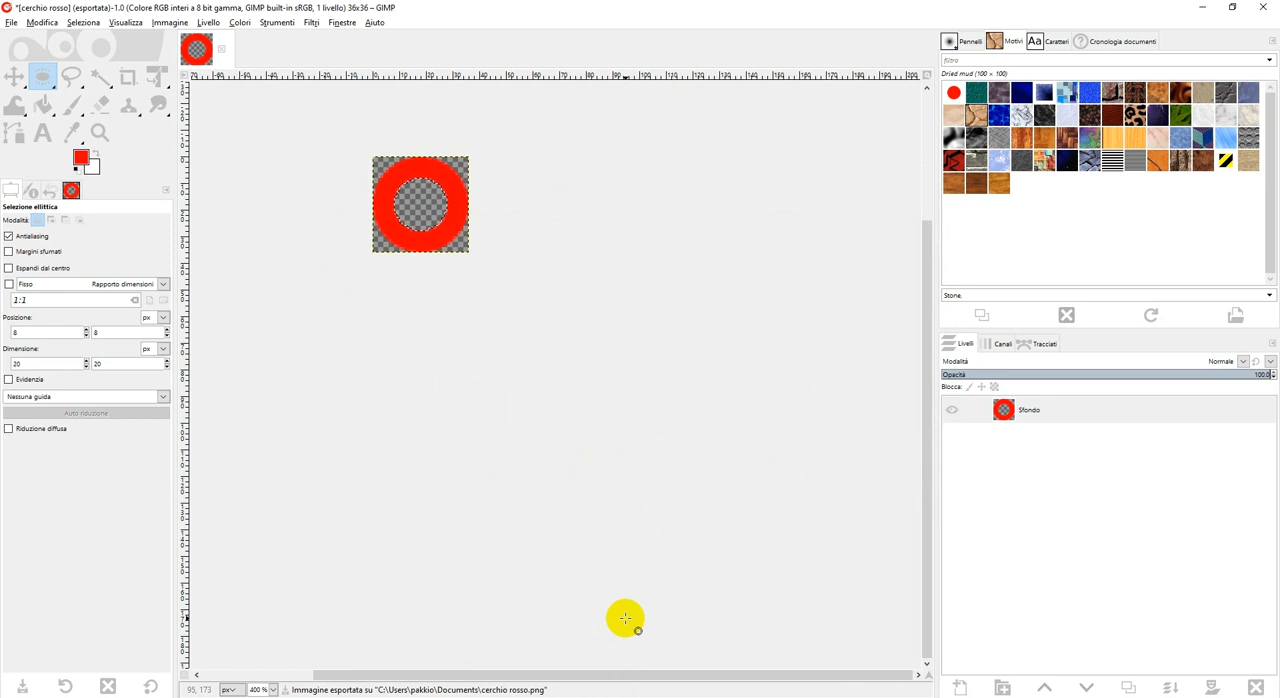 *[cerchio rosso] (esportata)-1.0 (Colore RGB interi a 8 bit gamma, GIMP built-in sRGB, 1 livello) 36x36 – GIMP
File Modifica Seleziona Visualizza Immagine Livello Colori Strumenti Filtri Finestre Aiuto
Pennelli Motivi Aa Caratteri Cronologia documenti
filtro
Dried mud (100 × 100)
Selezione ellittica
Modalità:
Antialiasing
Margini sfumati
Espandi dal centro
Fisso Rapporto dimensioni
1:1
Posizione: px
8 8
Dimensione: px
20 20
Evidenzia
Nessuna guida
Auto riduzione
Riduzione diffusa
Stone,
Livelli Canali Tracciati
Modalità Normale
Opacità 100,0
Blocca:
Sfondo
95, 173 px 400 % Immagine esportata su "C:\Users\paluc\Documents\cerchio rosso.png"